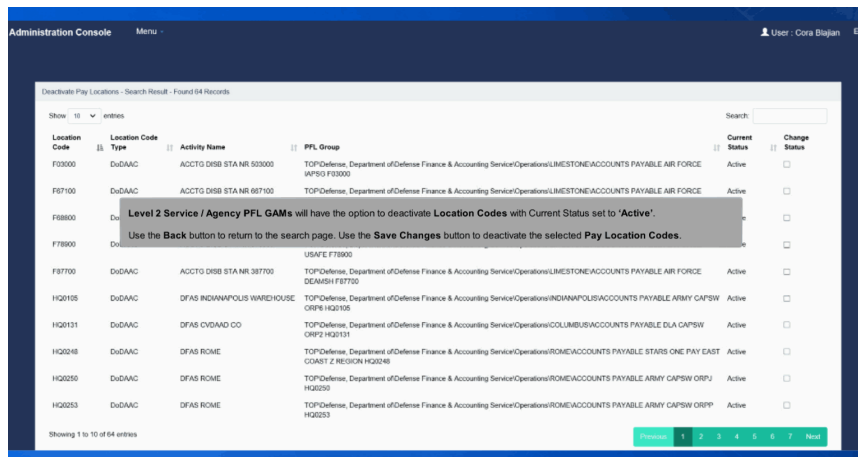 Administration Console Menu User : Cora Blajian E
Deactivate Pay Locations - Search Result - Found 64 Records
Show 10 entries Search:
Location Code Location Code Type Activity Name PFL Group Current Status Change Status
F03000 DoDAAC ACCTG DISB STA NR 503000 TOP\Defense, Department of\Defense Finance & Accounting Service\Operations\LIMESTONE\ACCOUNTS PAYABLE AIR FORCE Active
IAPSG F03000
F67100 DoDAAC ACCTG DISB STA NR 667100 TOP\Defense, Department of\Defense Finance & Accounting Service\Operations\LIMESTONE\ACCOUNTS PAYABLE AIR FORCE Active
Level 2 Service / Agency PFL GAMs will have the option to deactivate Location Codes with Current Status set to ‘Active’.
F68800 Do e
Use the Back button to return to the search page. Use the Save Changes button to deactivate the selected Pay Location Codes.
F78900 e
USAFE F78900
F87700 DoDAAC ACCTG DISB STA NR 387700 TOP\Defense, Department of\Defense Finance & Accounting Service\Operations\LIMESTONE\ACCOUNTS PAYABLE AIR FORCE Active
DEAMSH F87700
HQ0105 DoDAAC DFAS INDIANAPOLIS WAREHOUSE TOP\Defense, Department of\Defense Finance & Accounting Service\Operations\INDIANAPOLIS\ACCOUNTS PAYABLE ARMY CAPSW Active
ORP6 HQ0105
HQ0131 DoDAAC DFAS CVDAAD CO TOP\Defense, Department of\Defense Finance & Accounting Service\Operations\COLUMBUS\ACCOUNTS PAYABLE DLA CAPSW Active
ORP2 HQ0131
HQ0248 DoDAAC DFAS ROME TOP\Defense, Department of\Defense Finance & Accounting Service\Operations\ROME\ACCOUNTS PAYABLE STARS ONE PAY EAST Active
COAST Z REGION HQ0248
HQ0250 DoDAAC DFAS ROME TOP\Defense, Department of\Defense Finance & Accounting Service\Operations\ROME\ACCOUNTS PAYABLE ARMY CAPSW ORPJ Active
HQ0250
HQ0253 DoDAAC DFAS ROME TOP\Defense, Department of\Defense Finance & Accounting Service\Operations\ROME\ACCOUNTS PAYABLE ARMY CAPSW ORPP Active
HQ0253
Showing 1 to 10 of 64 entries Previous 1 2 3 4 5 6 7 Next